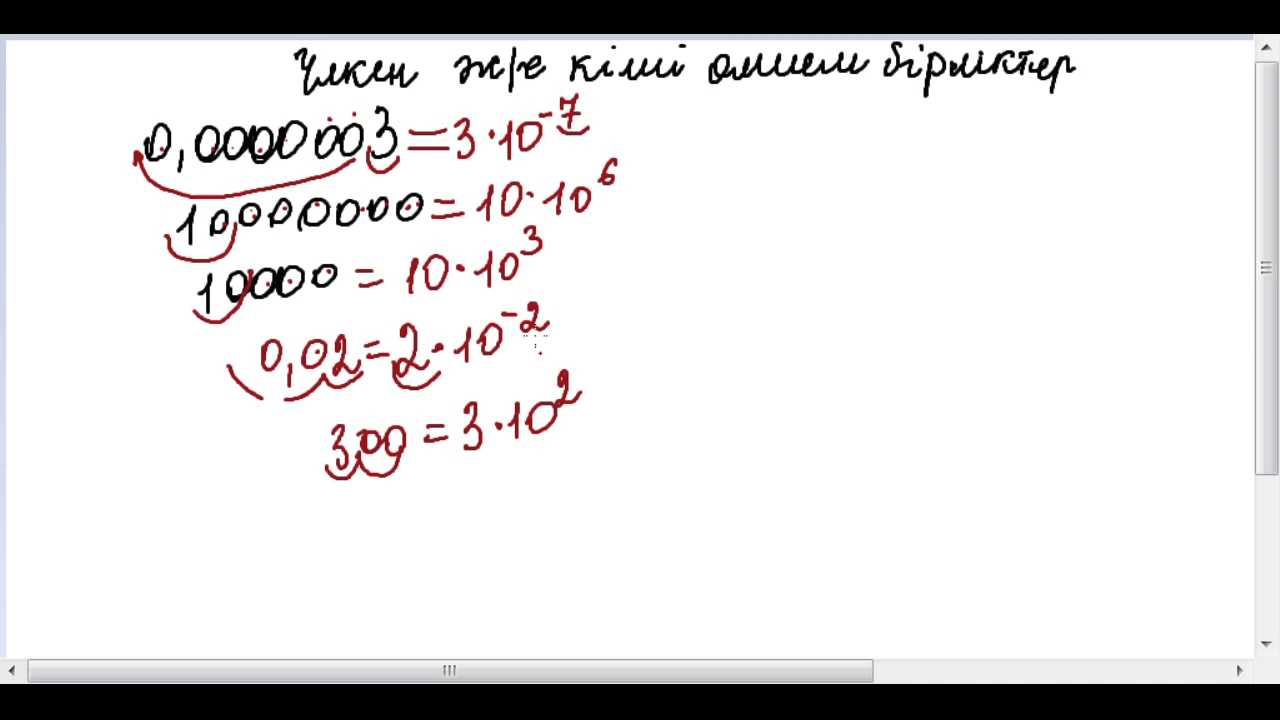 Үлкен ж/е кіші өлшем бірліктер
0,0000003 = 3·10⁻⁷
10000000 = 10·10⁶
10000 = 10·10³
0,02 = 2·10⁻²
300 = 3·10²